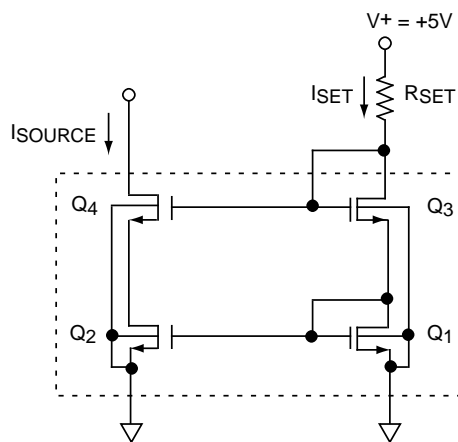 V+ = +5V
ISET
RSET
ISOURCE
Q4
Q3
Q2
Q1